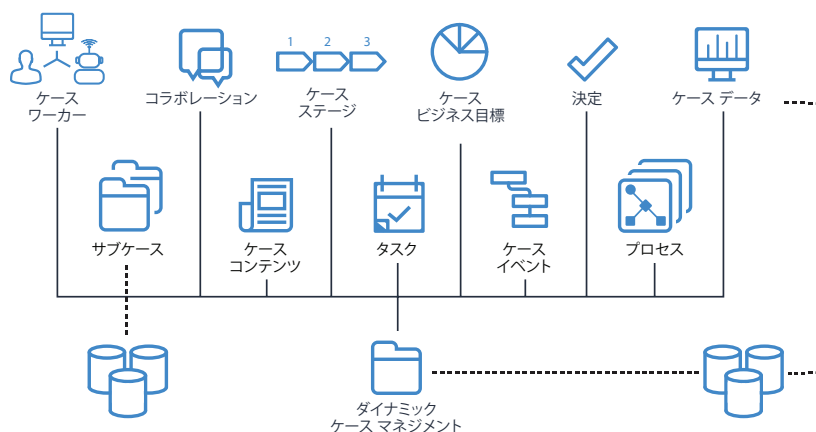 1 2 3
ケース
ワーカー
コラボレーション
ケース
ステージ
ケース
ビジネス目標
決定
ケース データ
サブケース
ケース
コンテンツ
タスク
ケース
イベント
プロセス
ダイナミック
ケース マネジメント